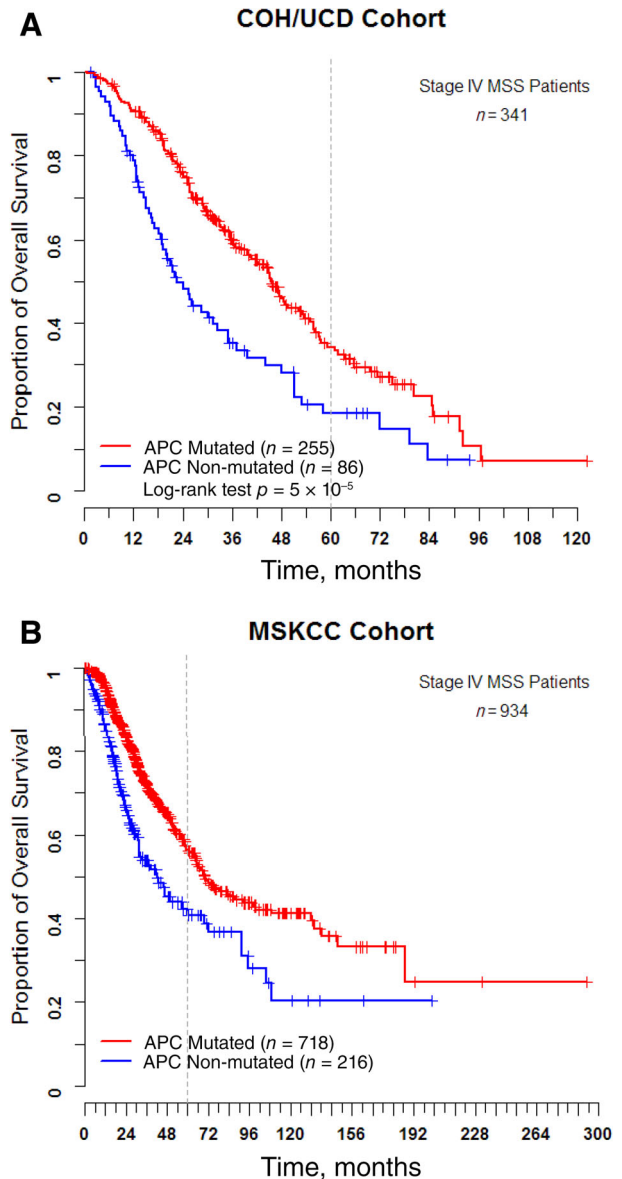 A
COH/UCD Cohort
Stage IV MSS Patients
n = 341
Proportion of Overall Survival
1
0.8
0.6
0.4
0.2
0
APC Mutated (n = 255)
APC Non-mutated (n = 86)
Log-rank test p = 5 × 10⁻⁵
0 12 24 36 48 60 72 84 96 108 120
Time, months
B
MSKCC Cohort
Stage IV MSS Patients
n = 934
Proportion of Overall Survival
1
0.8
0.6
0.4
0.2
0
APC Mutated (n = 718)
APC Non-mutated (n = 216)
0 24 48 72 96 120 156 192 228 264 300
Time, months